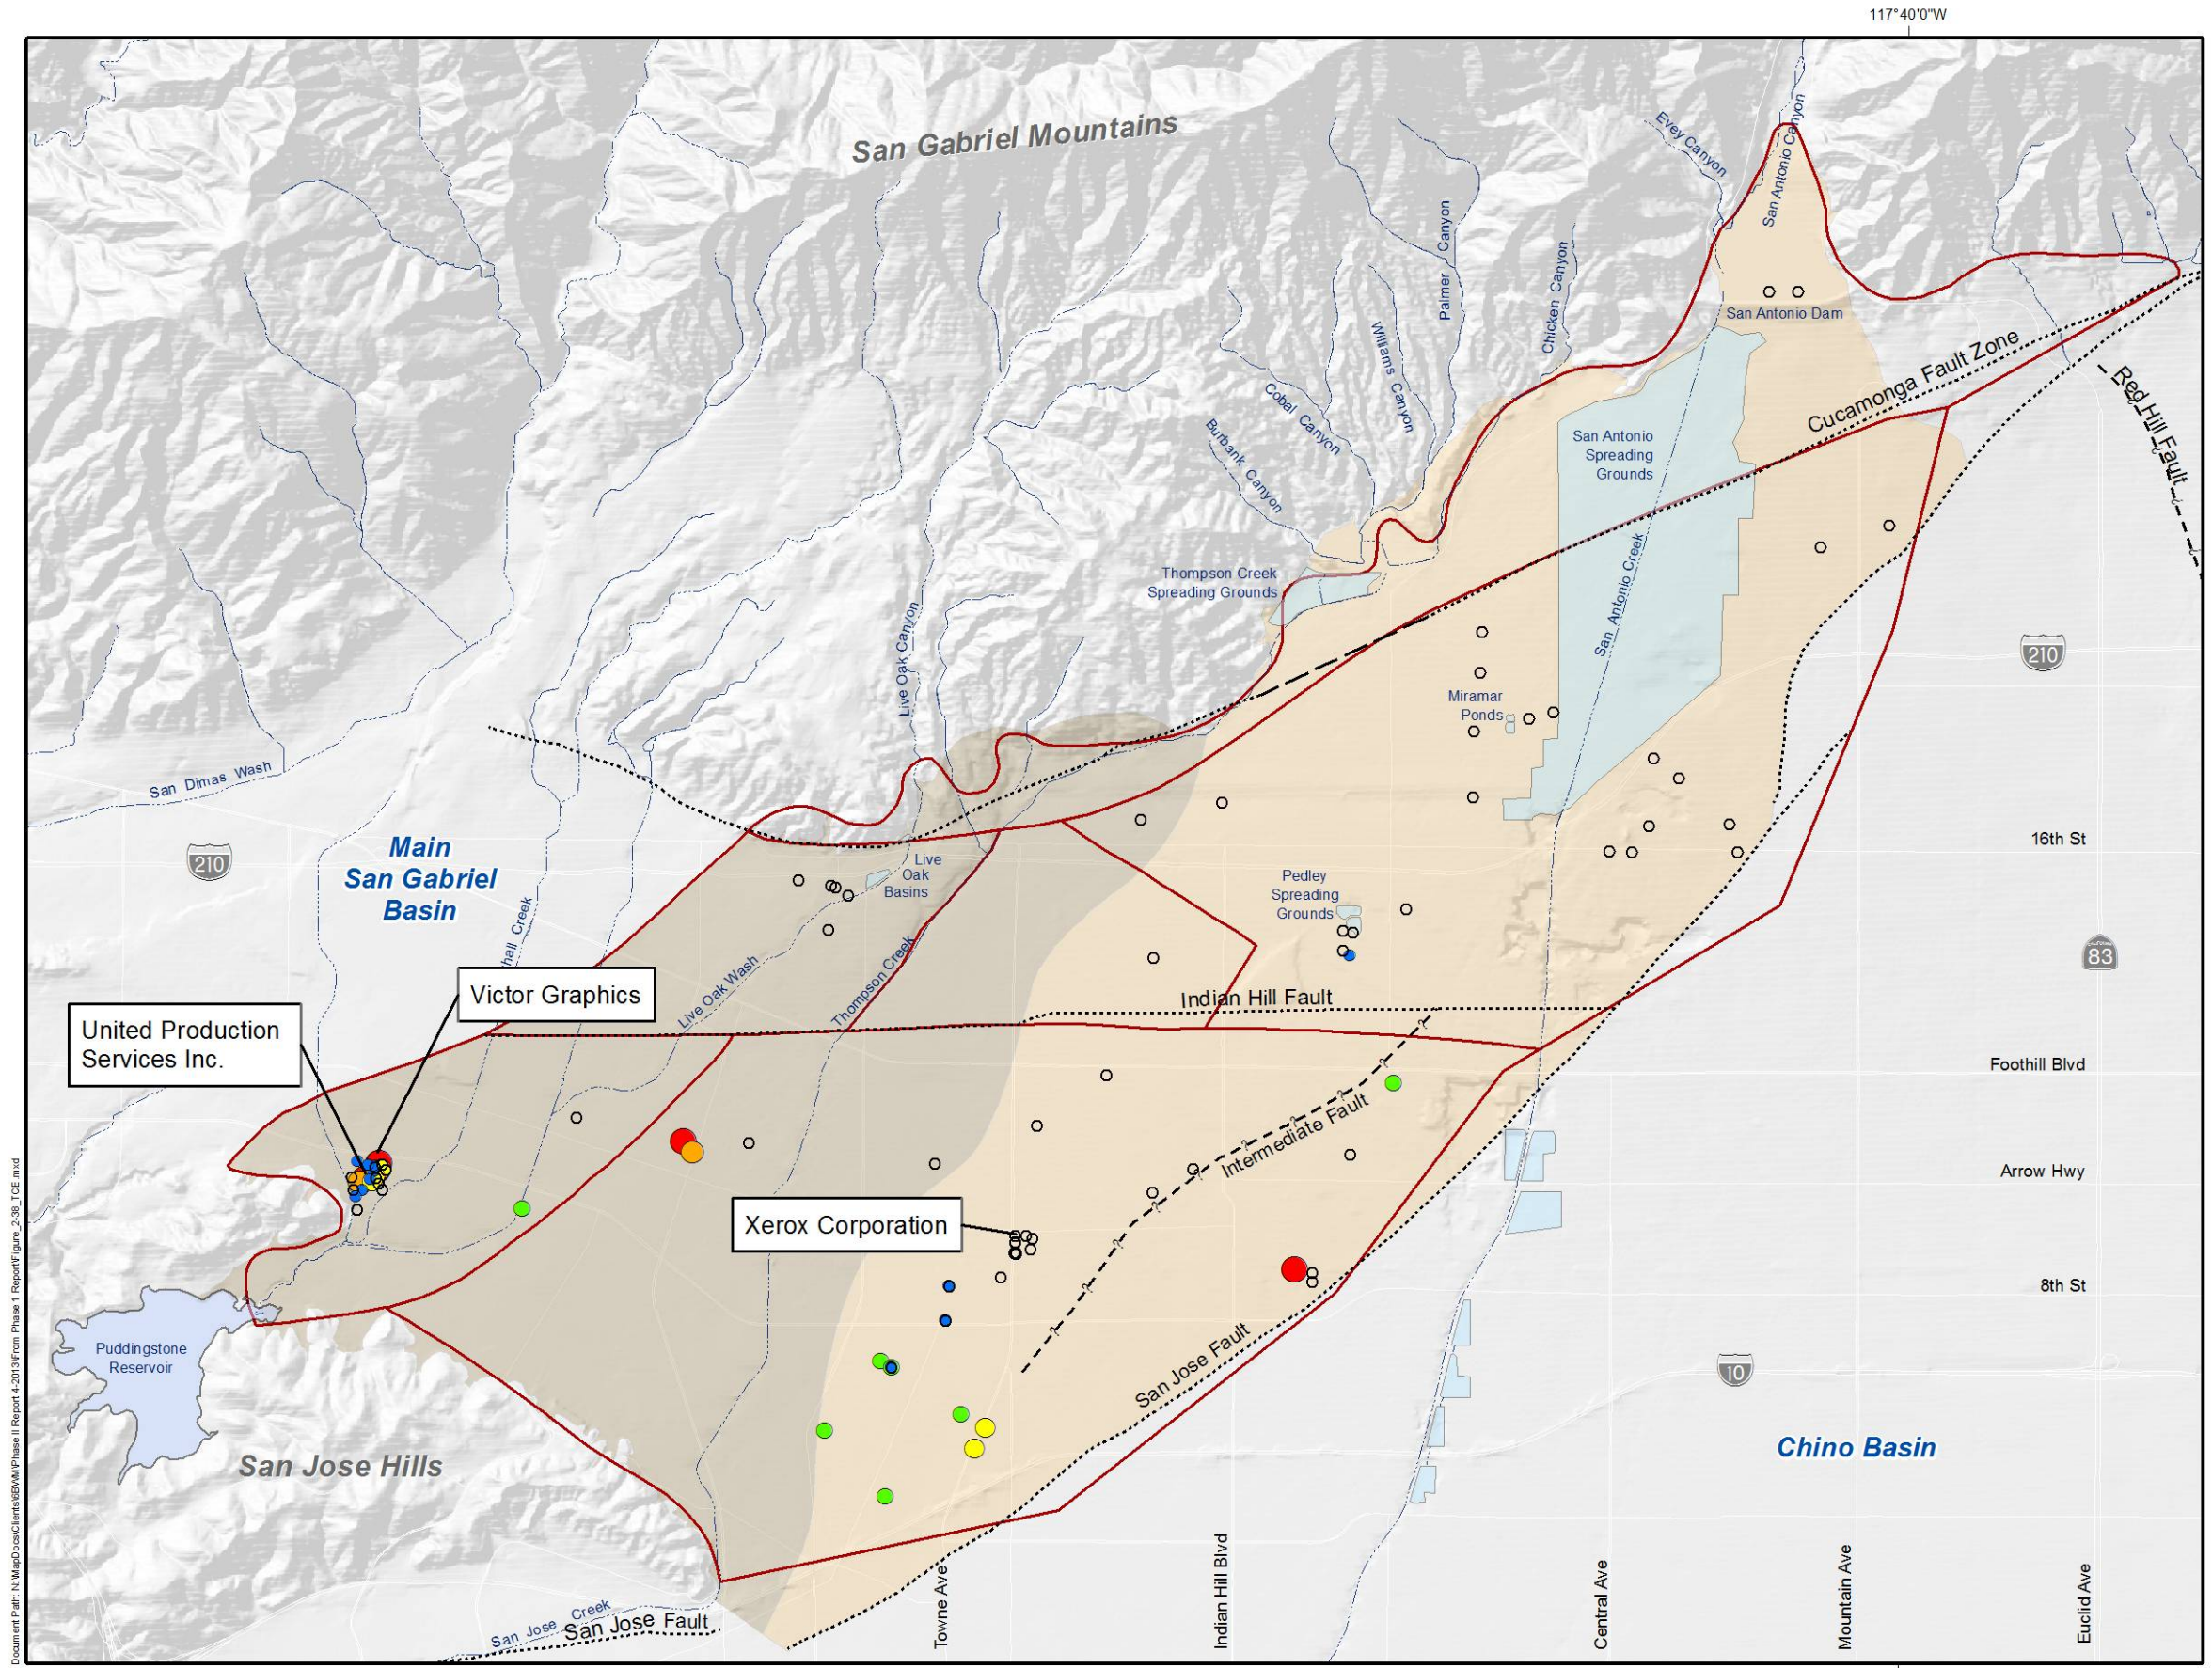 117°40'0"W
San Gabriel Mountains
Evey Canyon
San Antonio Canyon
Palmer Canyon
Chicken Canyon
Williams Canyon
Cobal Canyon
Burbank Canyon
San Antonio Dam
Cucamonga Fault Zone
Red Hill Fault
San Antonio
Spreading
Grounds
San Antonio Creek
Thompson Creek
Spreading Grounds
Live Oak Canyon
210
Miramar
Ponds
San Dimas Wash
210
Main
San Gabriel
Basin
16th St
Live
Oak
Basins
Pedley
Spreading
Grounds
hall Creek
Live Oak Wash
Thompson Creek
83
Victor Graphics
Indian Hill Fault
United Production
Services Inc.
Foothill Blvd
Intermediate Fault
Arrow Hwy
Xerox Corporation
8th St
Puddingstone
Reservoir
San Jose Fault
10
San Jose Hills
Chino Basin
San Jose Creek
San Jose Fault
Towne Ave
Indian Hill Blvd
Central Ave
Mountain Ave
Euclid Ave